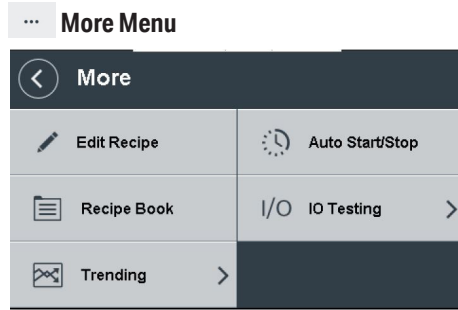 ... More Menu
More
Edit Recipe
Auto Start/Stop
Recipe Book
I/O IO Testing
Trending